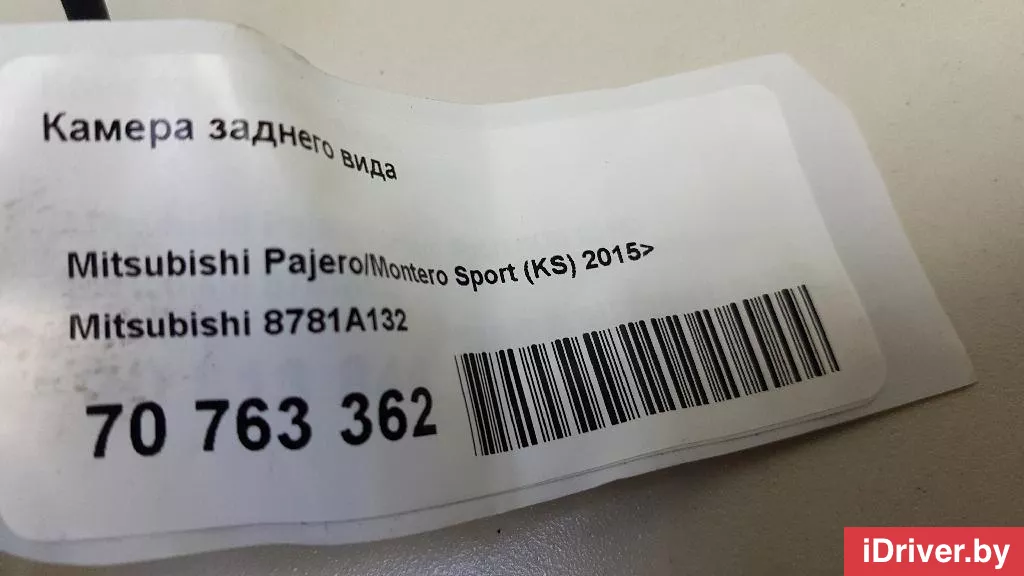 Камера заднего вида
Mitsubishi Pajero/Montero Sport (KS) 2015>
Mitsubishi 8781A132
70 763 362
iDriver.by